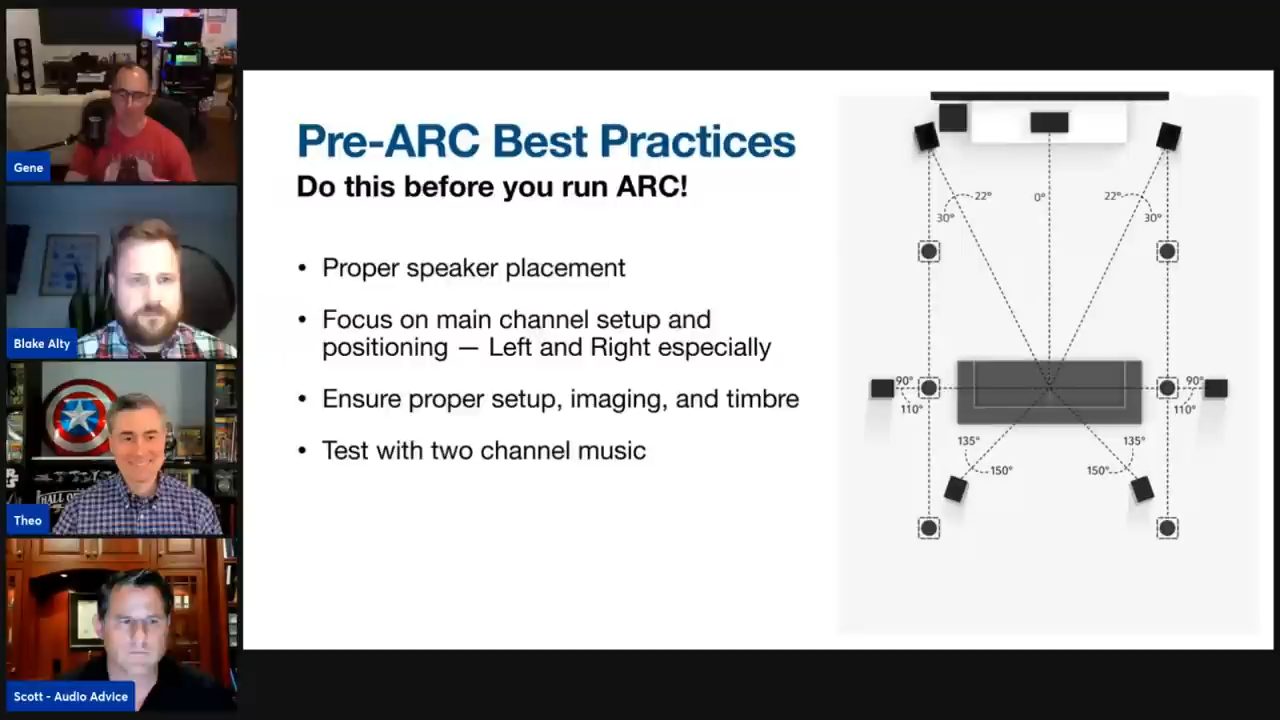 Gene
Blake Alty
HALL OF
Theo
Scott - Audio Advice
Pre-ARC Best Practices
Do this before you run ARC!
• Proper speaker placement
• Focus on main channel setup and
positioning — Left and Right especially
• Ensure proper setup, imaging, and timbre
• Test with two channel music
22° 0° 22°
30° 30°
90° 90°
110° 110°
135° 135°
150° 150°